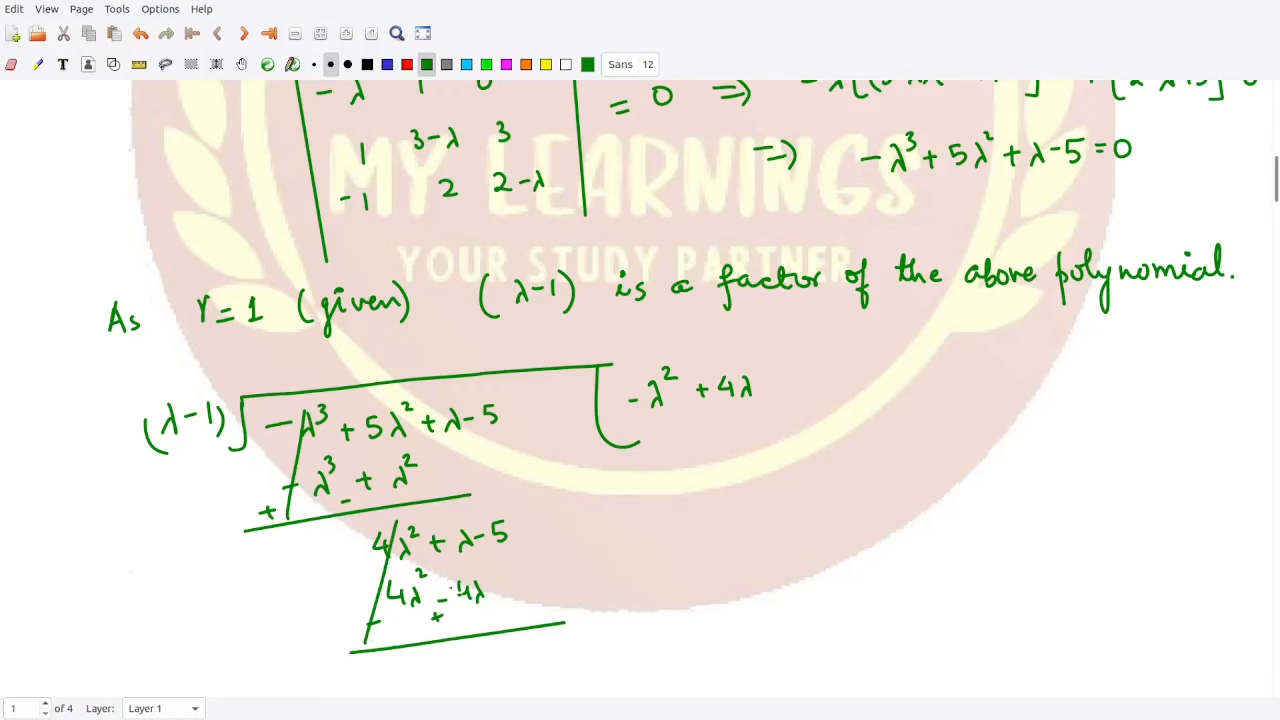 Edit View Page Tools Options Help
Sans 12
-λ 1 0
= 0 =>
1 3-λ 3
-1 2 2-λ
=> -λ³ + 5λ² + λ - 5 = 0
MY LEARNINGS
YOUR STUDY PARTNER
As r = 1 (given) (λ-1) is a factor of the above polynomial.
-λ² + 4λ
(λ-1) -λ³ + 5λ² + λ - 5
-λ³ + λ²
+ -
4λ² + λ - 5
4λ² - 4λ
- +
1 of 4 Layer: Layer 1